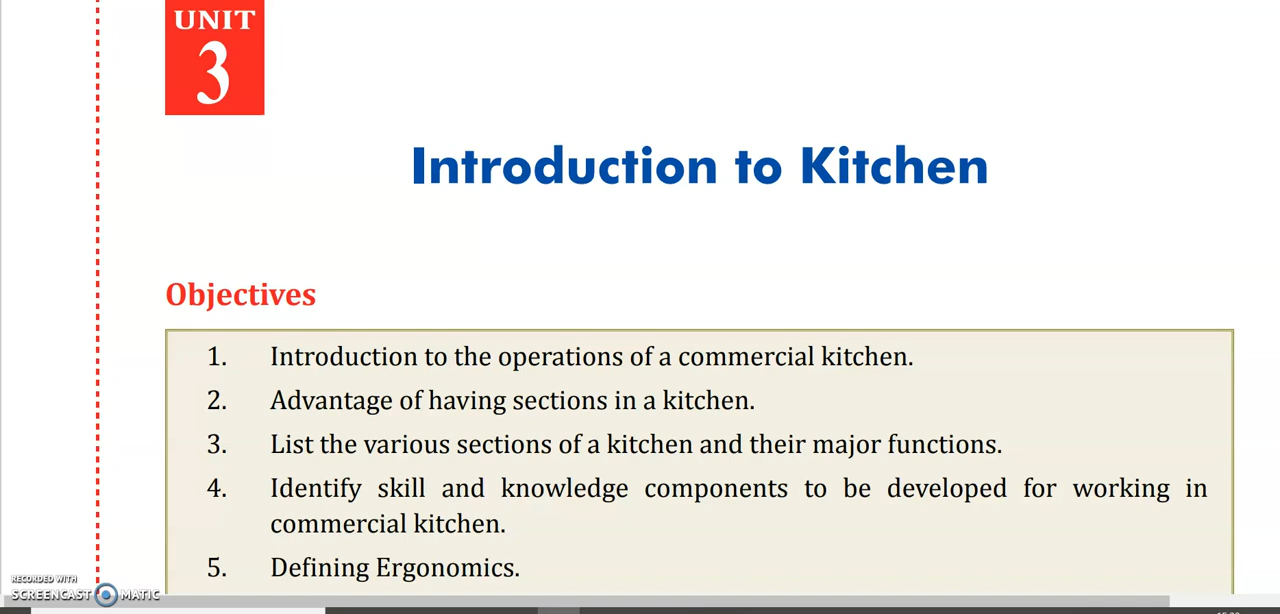 UNIT
3
Introduction to Kitchen
Objectives
1. Introduction to the operations of a commercial kitchen.
2. Advantage of having sections in a kitchen.
3. List the various sections of a kitchen and their major functions.
4. Identify skill and knowledge components to be developed for working in
commercial kitchen.
5. Defining Ergonomics.
RECORDED WITH
SCREENCAST MATIC